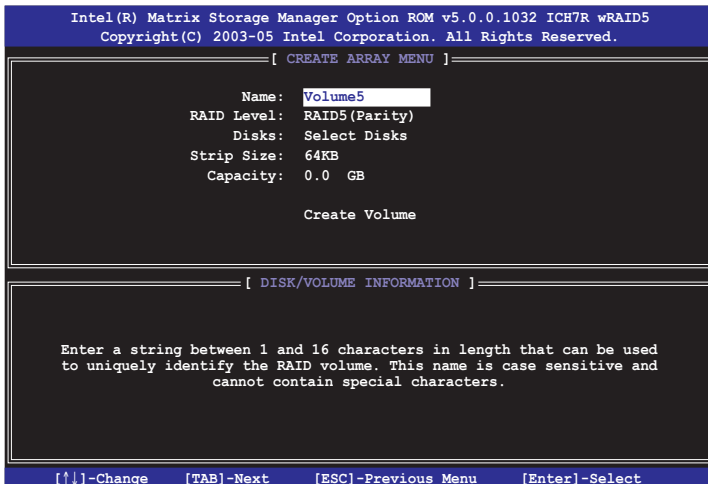 Intel(R) Matrix Storage Manager Option ROM v5.0.0.1032 ICH7R wRAID5
Copyright(C) 2003-05 Intel Corporation. All Rights Reserved.
[ CREATE ARRAY MENU ]
Name: Volume5
RAID Level: RAID5(Parity)
Disks: Select Disks
Strip Size: 64KB
Capacity: 0.0 GB
Create Volume
[ DISK/VOLUME INFORMATION ]
Enter a string between 1 and 16 characters in length that can be used
to uniquely identify the RAID volume. This name is case sensitive and
cannot contain special characters.
[↑↓]-Change [TAB]-Next [ESC]-Previous Menu [Enter]-Select